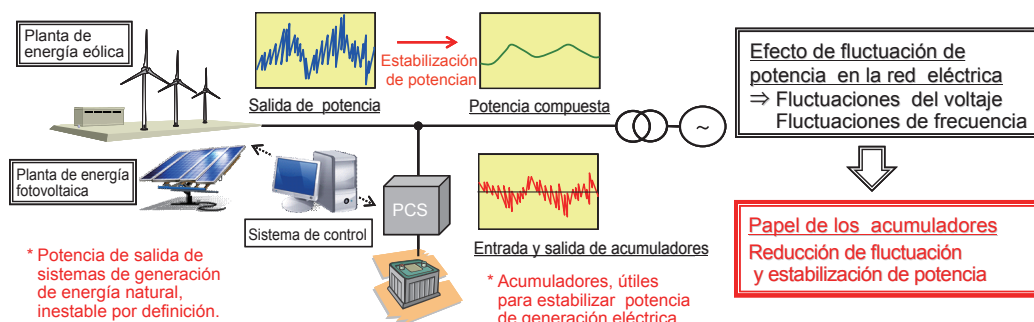 Planta de
energía eólica
Salida de potencia
Estabilización
de potencian
Potencia compuesta
~
Efecto de fluctuación de
potencia en la red eléctrica
⇒ Fluctuaciones del voltaje
Fluctuaciones de frecuencia
Planta de energía
fotovoltaica
Sistema de control
PCS
Entrada y salida de acumuladores
Papel de los acumuladores
Reducción de fluctuación
y estabilización de potencia
* Potencia de salida de
sistemas de generación
de energía natural,
inestable por definición.
* Acumuladores, útiles
para estabilizar potencia
de generación eléctrica